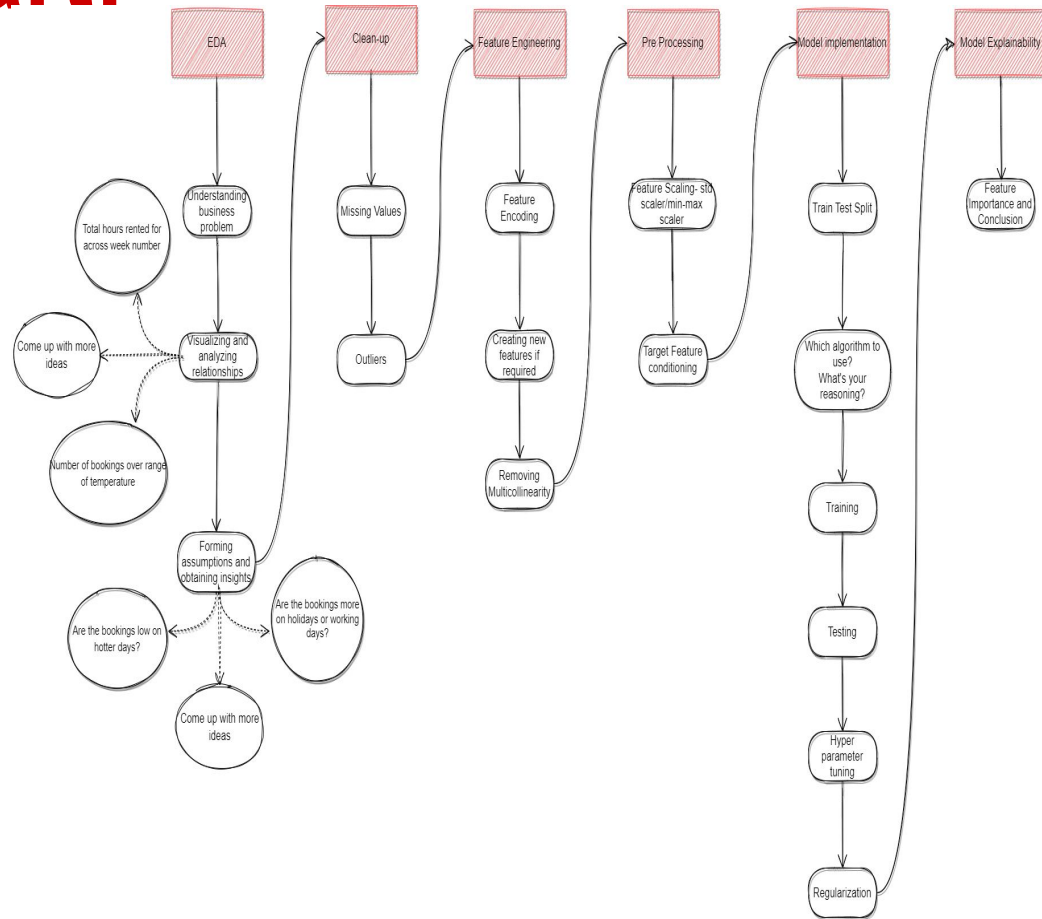 EDA
Clean-up
Feature Engineering
Pre Processing
Model implementation
Model Explainability
Understanding
business
problem
Missing Values
Feature
Encoding
Feature Scaling- std
scaler/min-max
scaler
Train Test Split
Feature
Importance and
Conclusion
Total hours rented for
across week number
Come up with more
ideas
Visualizing and
analyzing
relationships
Outliers
Creating new
features if
required
Target Feature
conditioning
Which algorithm to
use?
What's your
reasoning?
Number of bookings over range
of temperature
Removing
Multicollinearity
Training
Forming
assumptions and
obtaining insights
Are the bookings more
on holidays or working
days?
Are the bookings low on
hotter days?
Testing
Come up with more
ideas
Hyper
parameter
tuning
Regularization